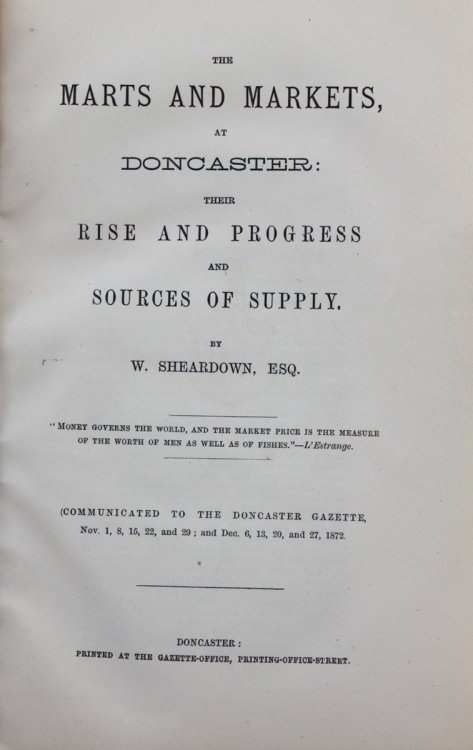 THE
MARTS AND MARKETS,
AT
DONCASTER:
THEIR
RISE AND PROGRESS
AND
SOURCES OF SUPPLY.
BY
W. SHEARDOWN, ESQ.
"MONEY GOVERNS THE WORLD, AND THE MARKET PRICE IS THE MEASURE
OF THE WORTH OF MEN AS WELL AS OF FISHES."—L'Estrange.
(COMMUNICATED TO THE DONCASTER GAZETTE,
Nov. 1, 8, 15, 22, and 29; and Dec. 6, 13, 20, and 27, 1872.
DONCASTER:
PRINTED AT THE GAZETTE-OFFICE, PRINTING-OFFICE-STREET.